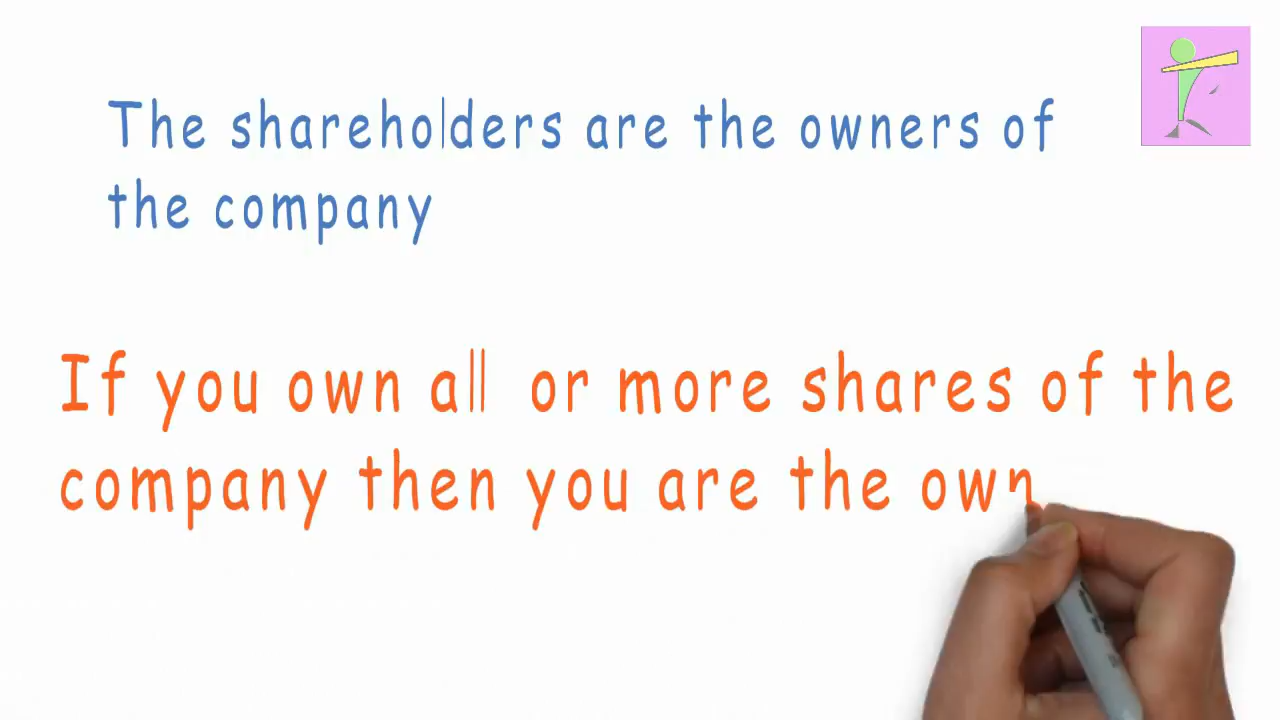 The shareholders are the owners of
the company
If you own all or more shares of the
company then you are the own